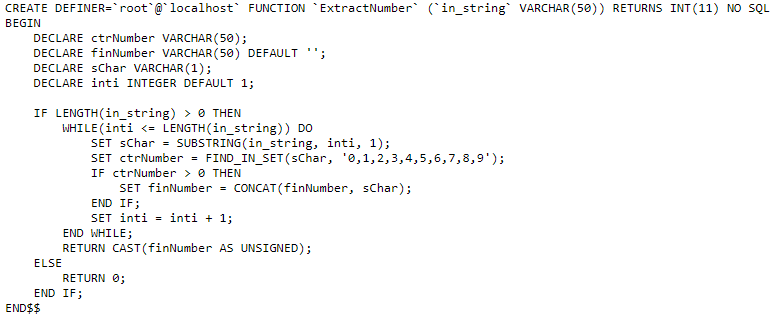 CREATE DEFINER=`root`@`localhost` FUNCTION `ExtractNumber` (`in_string` VARCHAR(50)) RETURNS INT(11) NO SQL
BEGIN
    DECLARE ctrNumber VARCHAR(50);
    DECLARE finNumber VARCHAR(50) DEFAULT '';
    DECLARE sChar VARCHAR(1);
    DECLARE inti INTEGER DEFAULT 1;

    IF LENGTH(in_string) > 0 THEN
        WHILE(inti <= LENGTH(in_string)) DO
            SET sChar = SUBSTRING(in_string, inti, 1);
            SET ctrNumber = FIND_IN_SET(sChar, '0,1,2,3,4,5,6,7,8,9');
            IF ctrNumber > 0 THEN
                SET finNumber = CONCAT(finNumber, sChar);
            END IF;
            SET inti = inti + 1;
        END WHILE;
        RETURN CAST(finNumber AS UNSIGNED);
    ELSE
        RETURN 0;
    END IF;
END$$